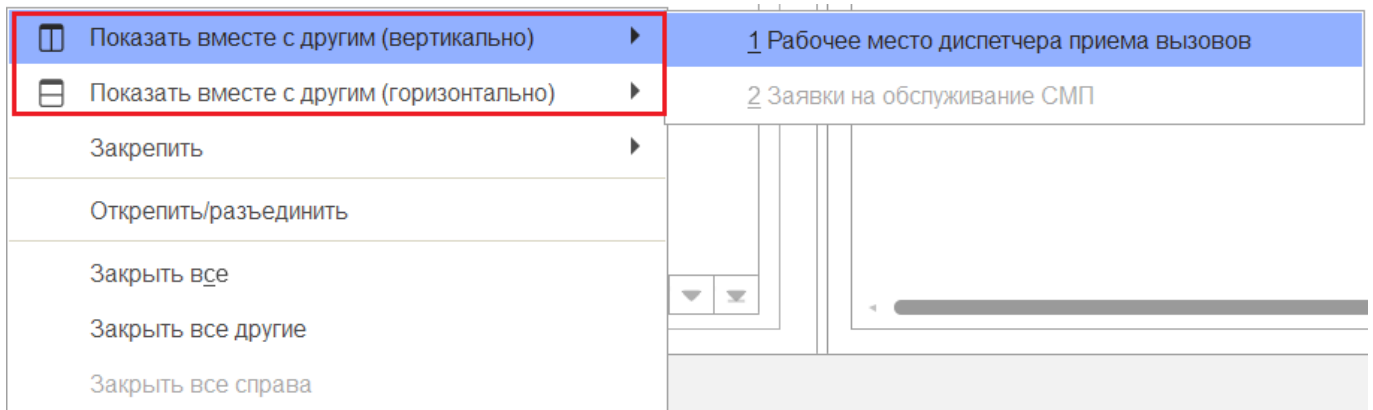 Показать вместе с другим (вертикально)
1 Рабочее место диспетчера приема вызовов
Показать вместе с другим (горизонтально)
2 Заявки на обслуживание СМП
Закрепить
Открепить/разъединить
Закрыть все
Закрыть все другие
Закрыть все справа